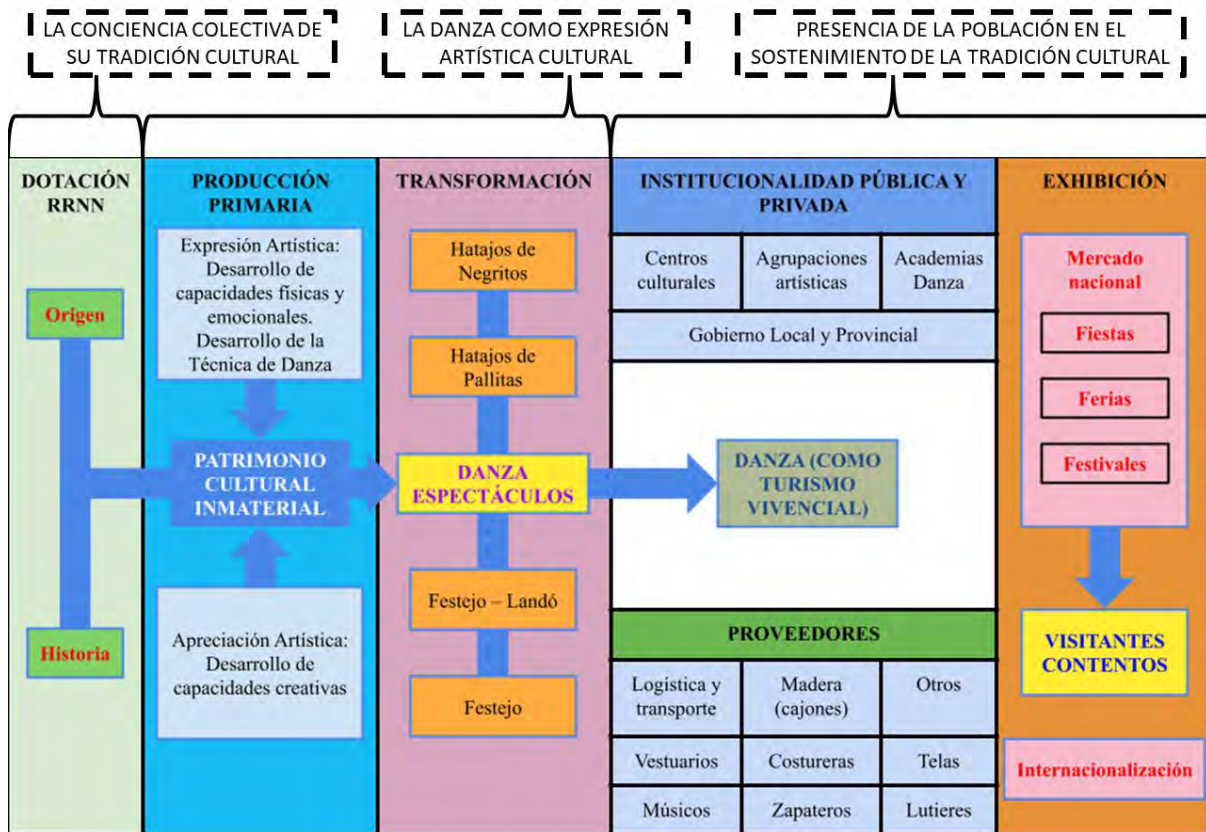 LA CONCIENCIA COLECTIVA DE
SU TRADICIÓN CULTURAL
LA DANZA COMO EXPRESIÓN
ARTÍSTICA CULTURAL
PRESENCIA DE LA POBLACIÓN EN EL
SOSTENIMIENTO DE LA TRADICIÓN CULTURAL
DOTACIÓN
RRNN
Origen
Historia
PRODUCCIÓN
PRIMARIA
Expresión Artística:
Desarrollo de
capacidades físicas y
emocionales.
Desarrollo de la
Técnica de Danza
PATRIMONIO
CULTURAL
INMATERIAL
Apreciación Artística:
Desarrollo de
capacidades creativas
TRANSFORMACIÓN
Hatajos de
Negritos
Hatajos de
Pallitas
DANZA
ESPECTÁCULOS
Festejo – Landó
Festejo
INSTITUCIONALIDAD PÚBLICA Y
PRIVADA
Centros
culturales
Agrupaciones
artísticas
Academias
Danza
Gobierno Local y Provincial
DANZA (COMO
TURISMO
VIVENCIAL)
PROVEEDORES
Logística y
transporte
Madera
(cajones)
Otros
Vestuarios
Costureras
Telas
Músicos
Zapateros
Lutieres
EXHIBICIÓN
Mercado
nacional
Fiestas
Ferias
Festivales
VISITANTES
CONTENTOS
Internacionalización